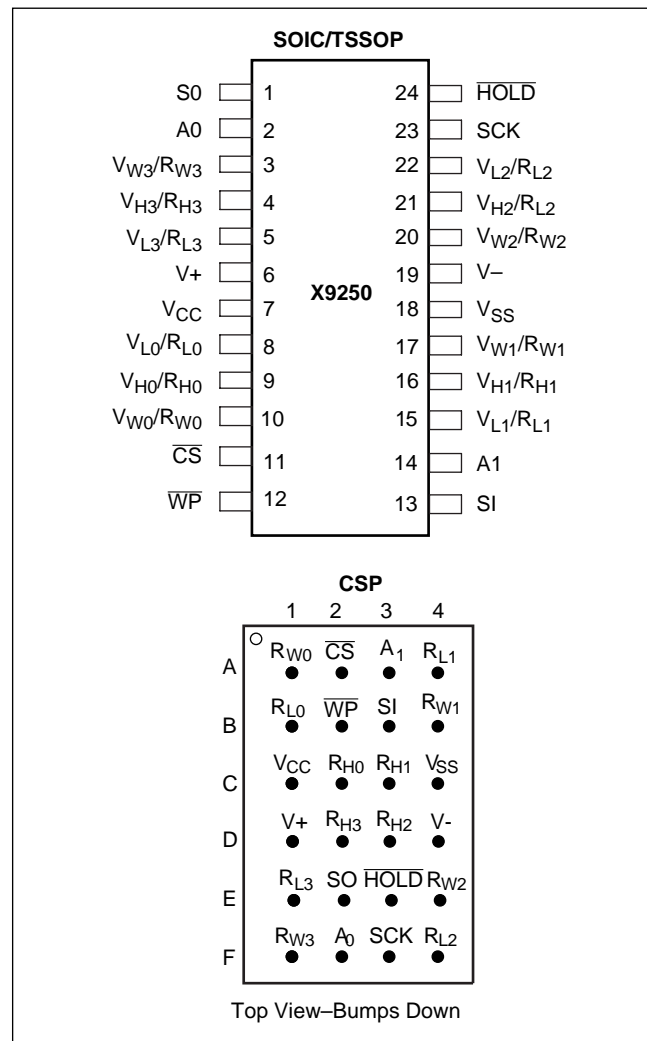 SOIC/TSSOP
S0 1 24 HOLD
A0 2 23 SCK
VW3/RW3 3 22 VL2/RL2
VH3/RH3 4 21 VH2/RL2
VL3/RL3 5 20 VW2/RW2
V+ 6 19 V–
X9250
VCC 7 18 VSS
VL0/RL0 8 17 VW1/RW1
VH0/RH0 9 16 VH1/RH1
VW0/RW0 10 15 VL1/RL1
CS 11 14 A1
WP 12 13 SI
CSP
1 2 3 4
A RW0 CS A1 RL1
B RL0 WP SI RW1
C VCC RH0 RH1 VSS
D V+ RH3 RH2 V-
E RL3 SO HOLD RW2
F RW3 A0 SCK RL2
Top View–Bumps Down